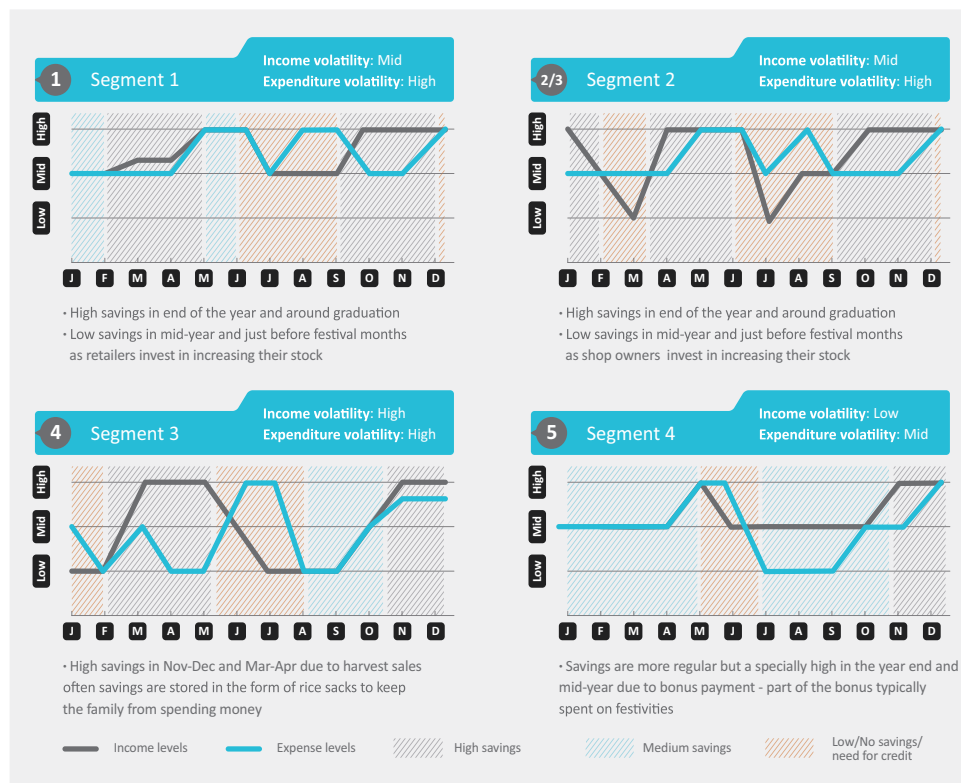 1
Segment 1
Income volatility: Mid
Expenditure volatility: High
High
Mid
Low
J F M A M J J A S O N D
· High savings in end of the year and around graduation
· Low savings in mid-year and just before festival months
as retailers invest in increasing their stock
2/3
Segment 2
Income volatility: Mid
Expenditure volatility: High
High
Mid
Low
J F M A M J J A S O N D
· High savings in end of the year and around graduation
· Low savings in mid-year and just before festival months
as shop owners invest in increasing their stock
4
Segment 3
Income volatility: High
Expenditure volatility: High
High
Mid
Low
J F M A M J J A S O N D
· High savings in Nov-Dec and Mar-Apr due to harvest sales
often savings are stored in the form of rice sacks to keep
the family from spending money
5
Segment 4
Income volatility: Low
Expenditure volatility: Mid
High
Mid
Low
J F M A M J J A S O N D
· Savings are more regular but a specially high in the year end and
mid-year due to bonus payment - part of the bonus typically
spent on festivities
Income levels
Expense levels
High savings
Medium savings
Low/No savings/
need for credit